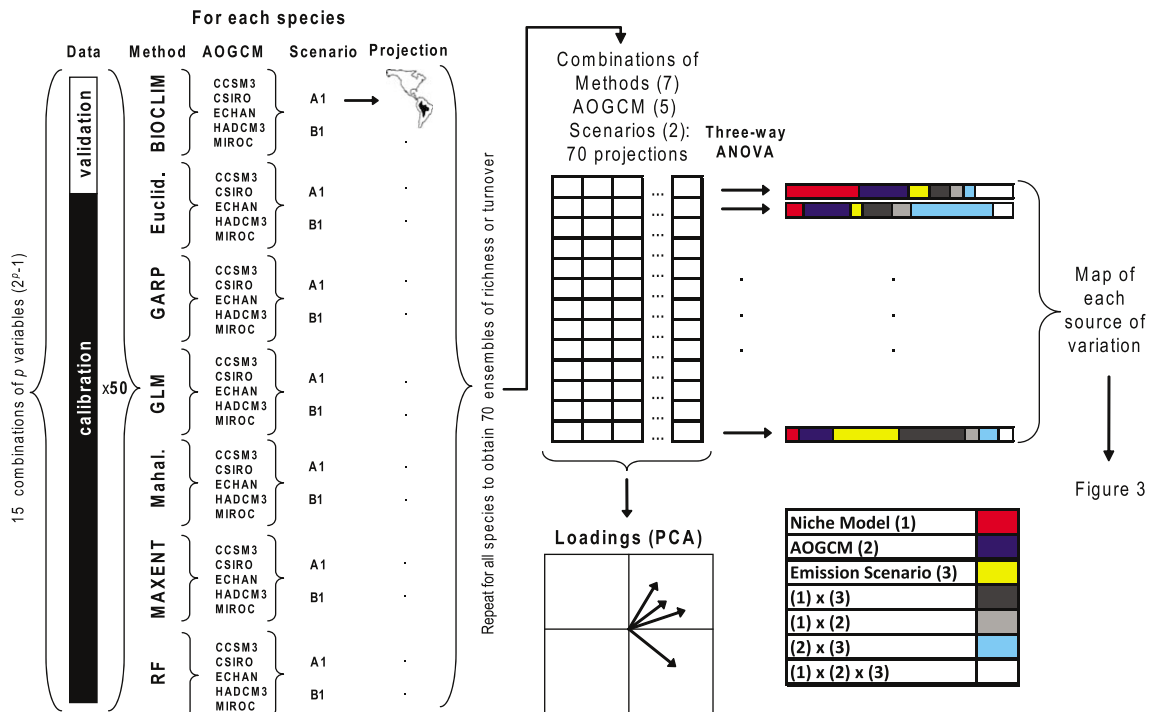 For each species
Data Method AOGCM Scenario Projection
15 combinations of p variables (2ᵖ-1)
validation
calibration
x50
BIOCLIM
CCSM3
CSIRO
ECHAN
HADCM3
MIROC
A1
B1
Euclid.
CCSM3
CSIRO
ECHAN
HADCM3
MIROC
A1
B1
GARP
CCSM3
CSIRO
ECHAN
HADCM3
MIROC
A1
B1
GLM
CCSM3
CSIRO
ECHAN
HADCM3
MIROC
A1
B1
Mahal.
CCSM3
CSIRO
ECHAN
HADCM3
MIROC
A1
B1
MAXENT
CCSM3
CSIRO
ECHAN
HADCM3
MIROC
A1
B1
RF
CCSM3
CSIRO
ECHAN
HADCM3
MIROC
A1
B1
Repeat for all species to obtain 70 ensembles of richness or turnover
Combinations of
Methods (7)
AOGCM (5)
Scenarios (2):
70 projections
...
...
...
...
...
...
...
...
...
...
...
...
...
Three-way
ANOVA
Map of
each
source of
variation
Figure 3
Loadings (PCA)
Niche Model (1)
AOGCM (2)
Emission Scenario (3)
(1) x (3)
(1) x (2)
(2) x (3)
(1) x (2) x (3)